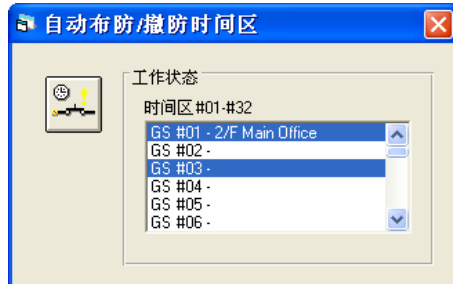 自动布防/撤防时间区
工作状态
时间区 #01-#32
GS #01 - 2/F Main Office
GS #02 -
GS #03 -
GS #04 -
GS #05 -
GS #06 -